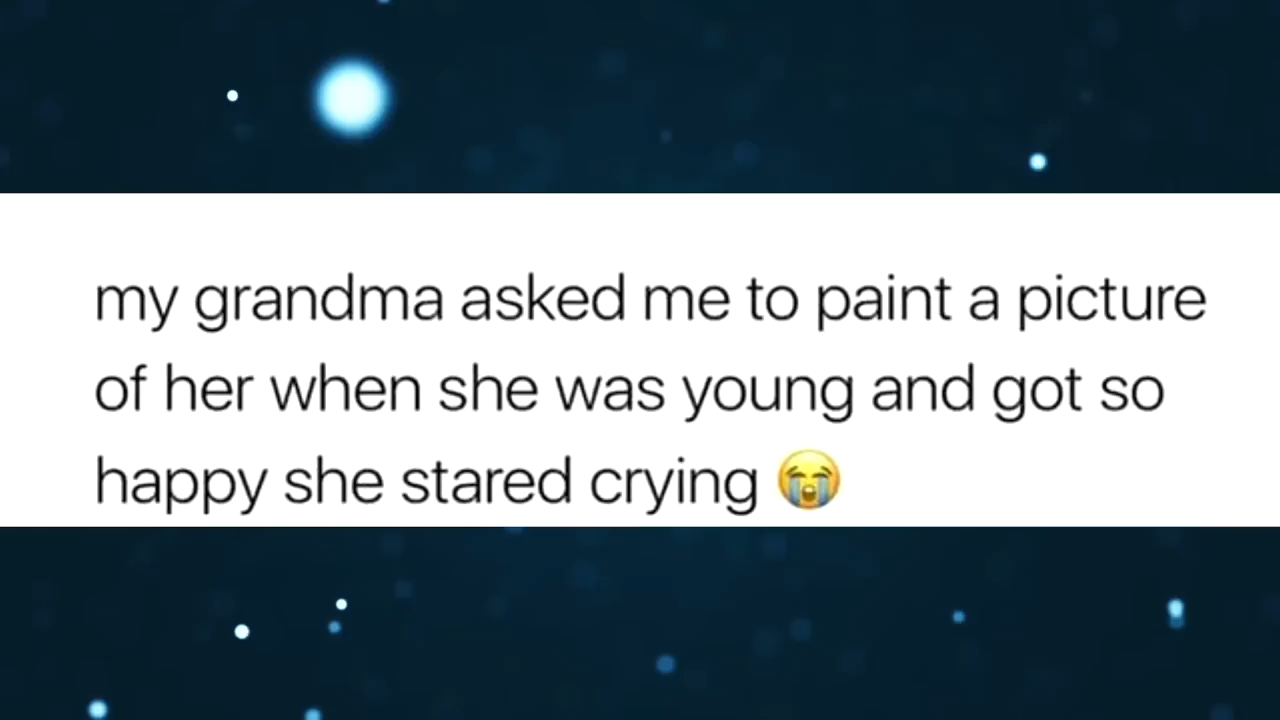 my grandma asked me to paint a picture
of her when she was young and got so
happy she stared crying 😭